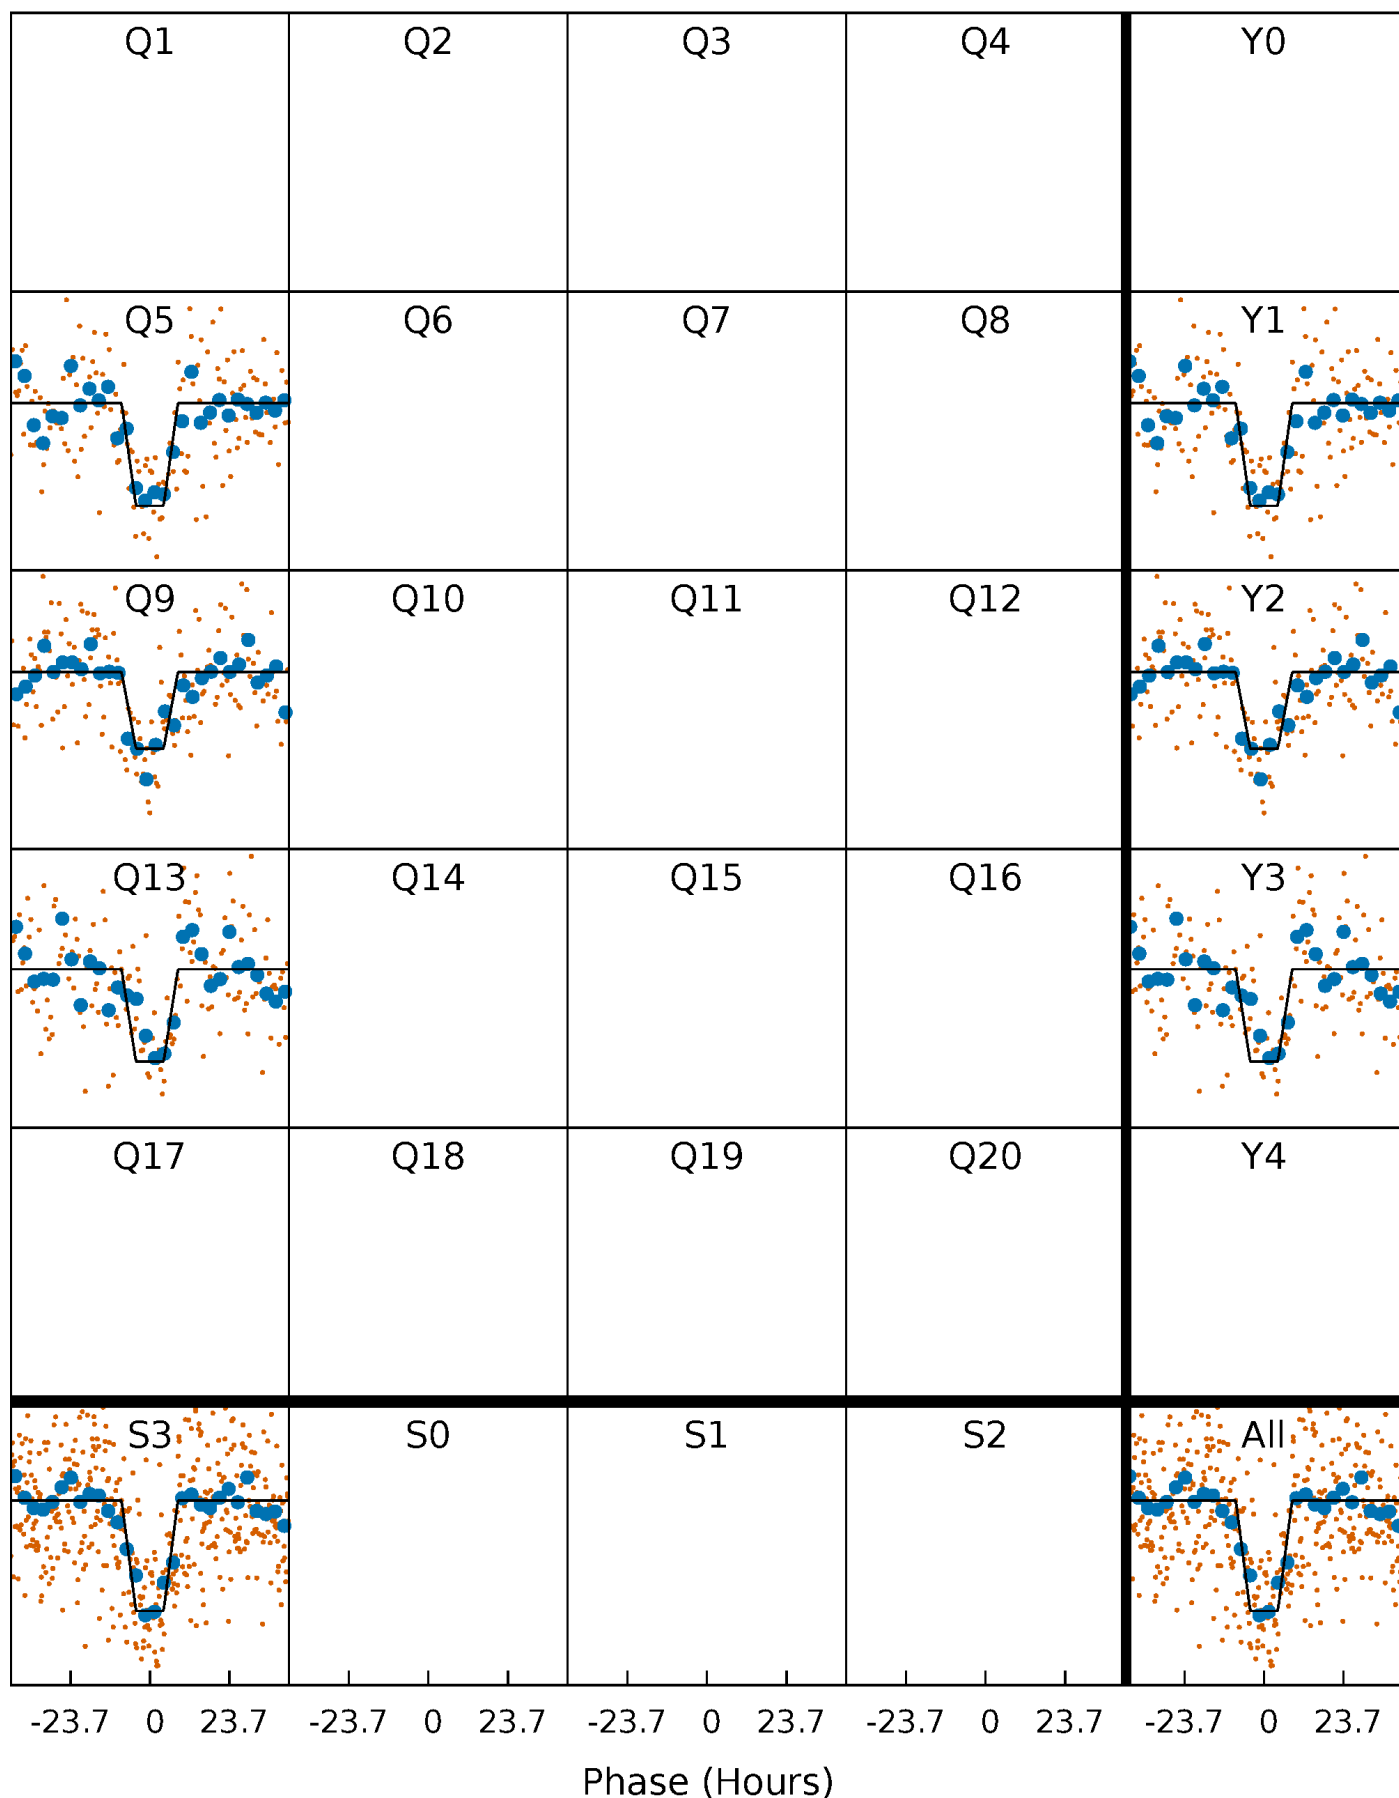 Q1 Q2 Q3 Q4 Y0
Q5 Q6 Q7 Q8 Y1
Q9 Q10 Q11 Q12 Y2
Q13 Q14 Q15 Q16 Y3
Q17 Q18 Q19 Q20 Y4
S3 S0 S1 S2 All
-23.7 0 23.7 -23.7 0 23.7 -23.7 0 23.7 -23.7 0 23.7 -23.7 0 23.7
Phase (Hours)